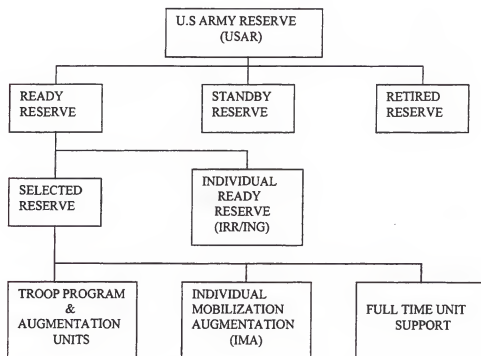 U.S ARMY RESERVE
(USAR)
READY
RESERVE
STANDBY
RESERVE
RETIRED
RESERVE
SELECTED
RESERVE
INDIVIDUAL
READY
RESERVE
(IRR/ING)
TROOP PROGRAM
&
AUGMENTATION
UNITS
INDIVIDUAL
MOBILIZATION
AUGMENTATION
(IMA)
FULL TIME UNIT
SUPPORT